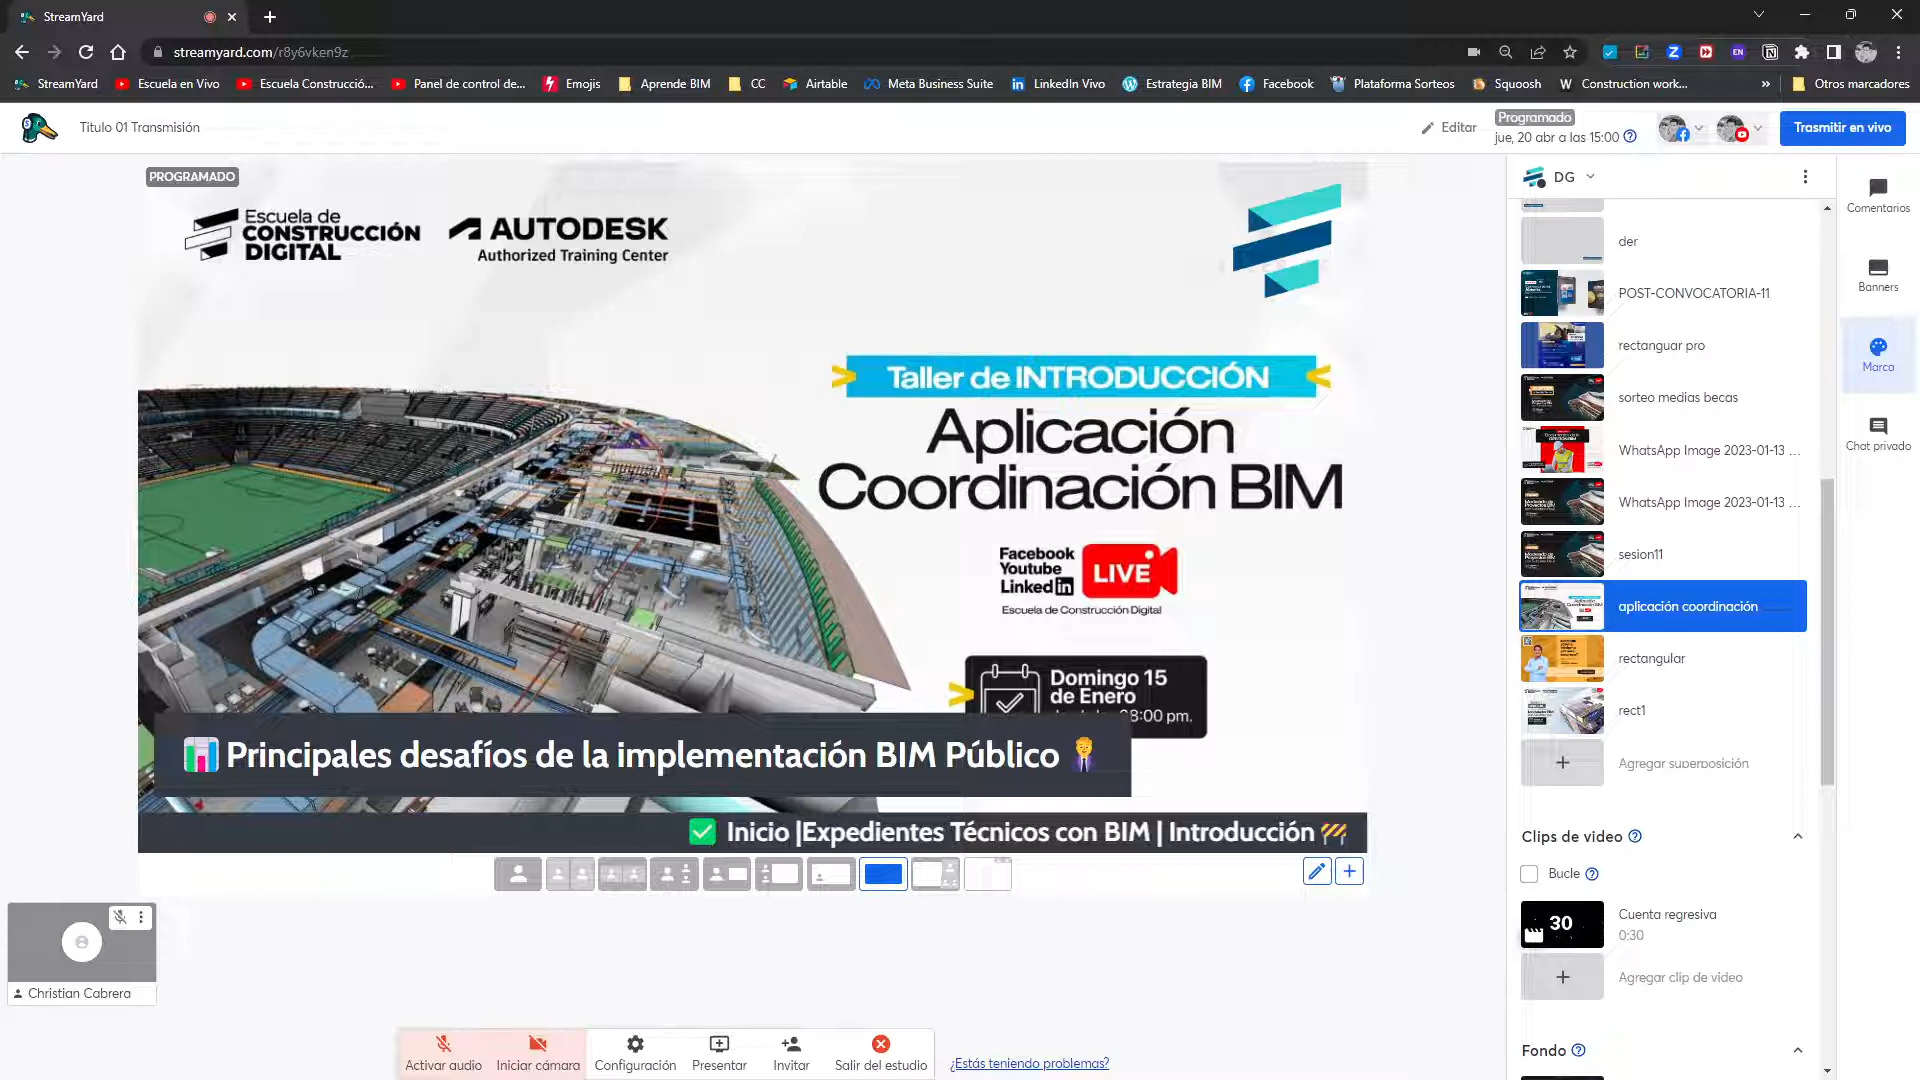 StreamYard
streamyard.com/r8y6vken9z
StreamYard
Escuela en Vivo
Escuela Construcció...
Panel de control de...
Emojis
Aprende BIM
CC
Airtable
Meta Business Suite
LinkedIn Vivo
Estrategia BIM
Facebook
Plataforma Sorteos
Squoosh
Construction work...
Otros marcadores
Titulo 01 Transmisión
Editar
Programado
jue, 20 abr a las 15:00
Trasmitir en vivo
PROGRAMADO
Escuela de
CONSTRUCCIÓN
DIGITAL
AUTODESK
Authorized Training Center
Taller de INTRODUCCIÓN
Aplicación
Coordinación BIM
Facebook
Youtube
Linked in
LIVE
Escuela de Construcción Digital
Domingo 15
de Enero
8:00 pm.
Principales desafíos de la implementación BIM Público
Inicio |Expedientes Técnicos con BIM | Introducción
Christian Cabrera
Activar audio
Iniciar cámara
Configuración
Presentar
Invitar
Salir del estudio
¿Estás teniendo problemas?
DG
der
POST-CONVOCATORIA-11
rectanguar pro
sorteo medias becas
WhatsApp Image 2023-01-13 ...
WhatsApp Image 2023-01-13 ...
sesion11
aplicación coordinación
rectangular
rect1
Agregar superposición
Clips de video
Bucle
30
Cuenta regresiva
0:30
Agregar clip de video
Fondo
Comentarios
Banners
Marca
Chat privado